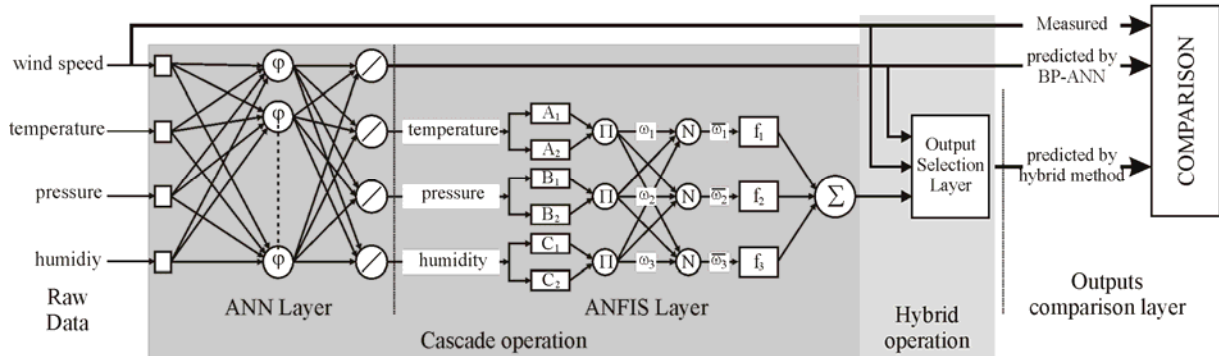 wind speed
temperature
pressure
humidiy
Raw
Data
φ
φ
φ
ANN Layer
temperature
pressure
humidity
A₁
A₂
B₁
B₂
C₁
C₂
Π
Π
Π
ω₁
ω₂
ω₃
N
N
N
ω̅₁
ω̅₂
ω̅₃
f₁
f₂
f₃
Σ
ANFIS Layer
Cascade operation
Output
Selection
Layer
Hybrid
operation
Measured
predicted by
BP-ANN
predicted by
hybrid method
COMPARISON
Outputs
comparison layer